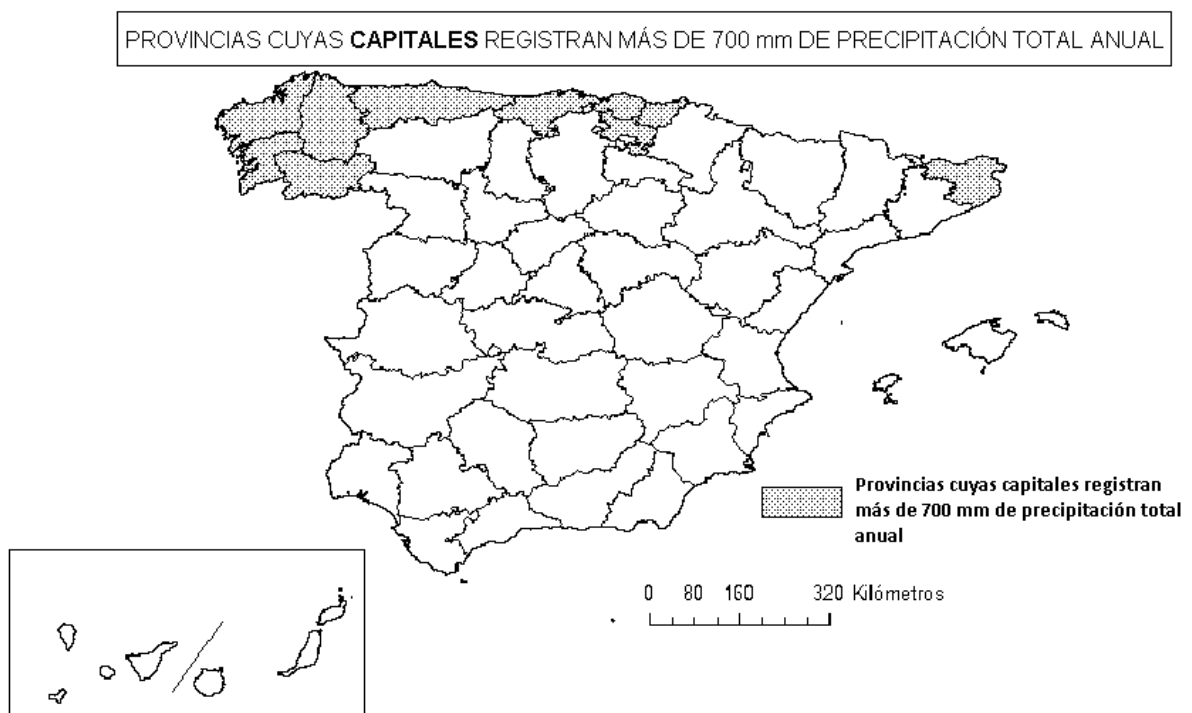 PROVINCIAS CUYAS CAPITALES REGISTRAN MÁS DE 700 mm DE PRECIPITACIÓN TOTAL ANUAL
Provincias cuyas capitales registran
más de 700 mm de precipitación total
anual
0 80 160 320 Kilómetros